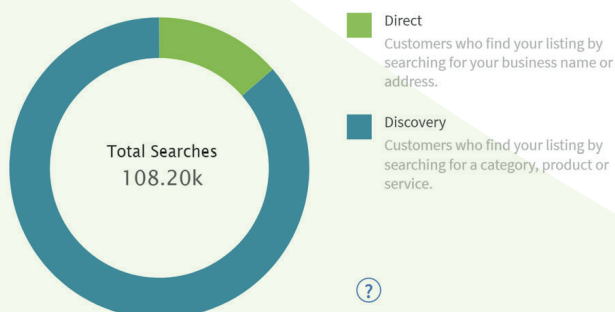 Direct
Customers who find your listing by
searching for your business name or
address.
Discovery
Customers who find your listing by
searching for a category, product or
service.
Total Searches
108.20k
?